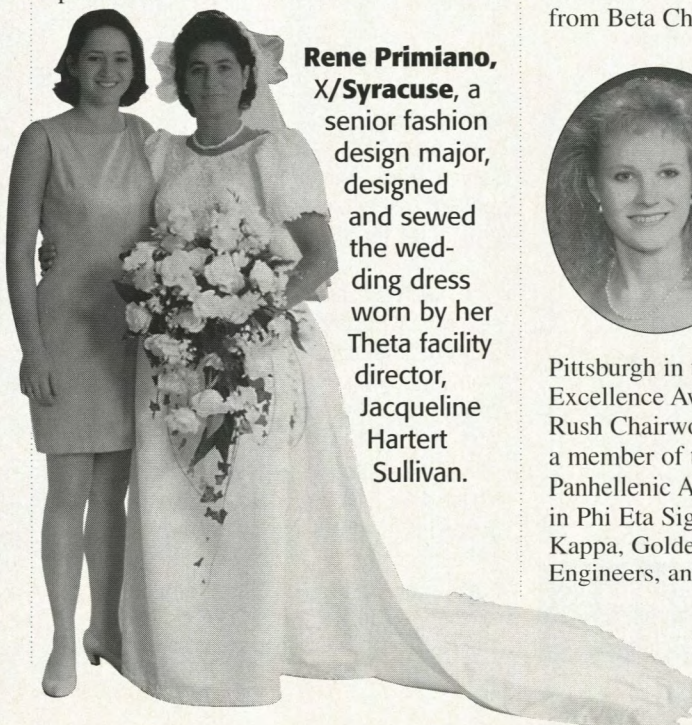 Rene Primiano,
X/Syracuse, a
senior fashion
design major,
designed
and sewed
the wed-
ding dress
worn by her
Theta facility
director,
Jacqueline
Hartert
Sullivan.
from Beta Ch
Pittsburgh in
Excellence Aw
Rush Chairwo
a member of
Panhellenic A
in Phi Eta Sig
Kappa, Golde
Engineers, an